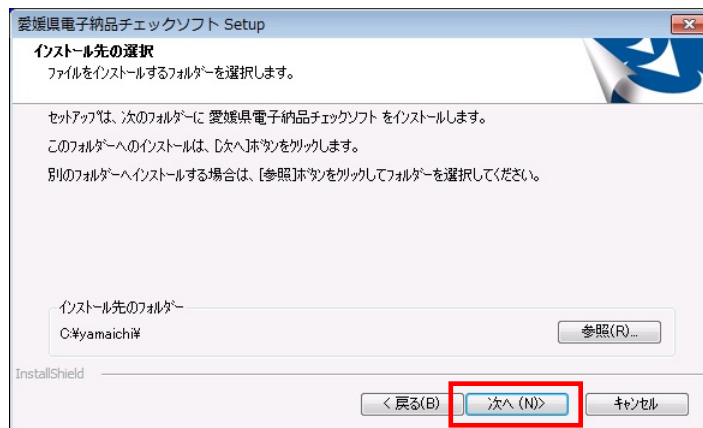 愛媛県電子納品チェックソフト Setup
インストール先の選択
ファイルをインストールするフォルダーを選択します。
セットアップは、次のフォルダーに 愛媛県電子納品チェックソフト をインストールします。
このフォルダーへのインストールは、[次へ]ボタンをクリックします。
別のフォルダーへインストールする場合は、[参照]ボタンをクリックしてフォルダーを選択してください。
インストール先のフォルダー
C:¥yamaichi¥
参照(R)...
InstallShield
< 戻る(B)
次へ (N)>
キャンセル